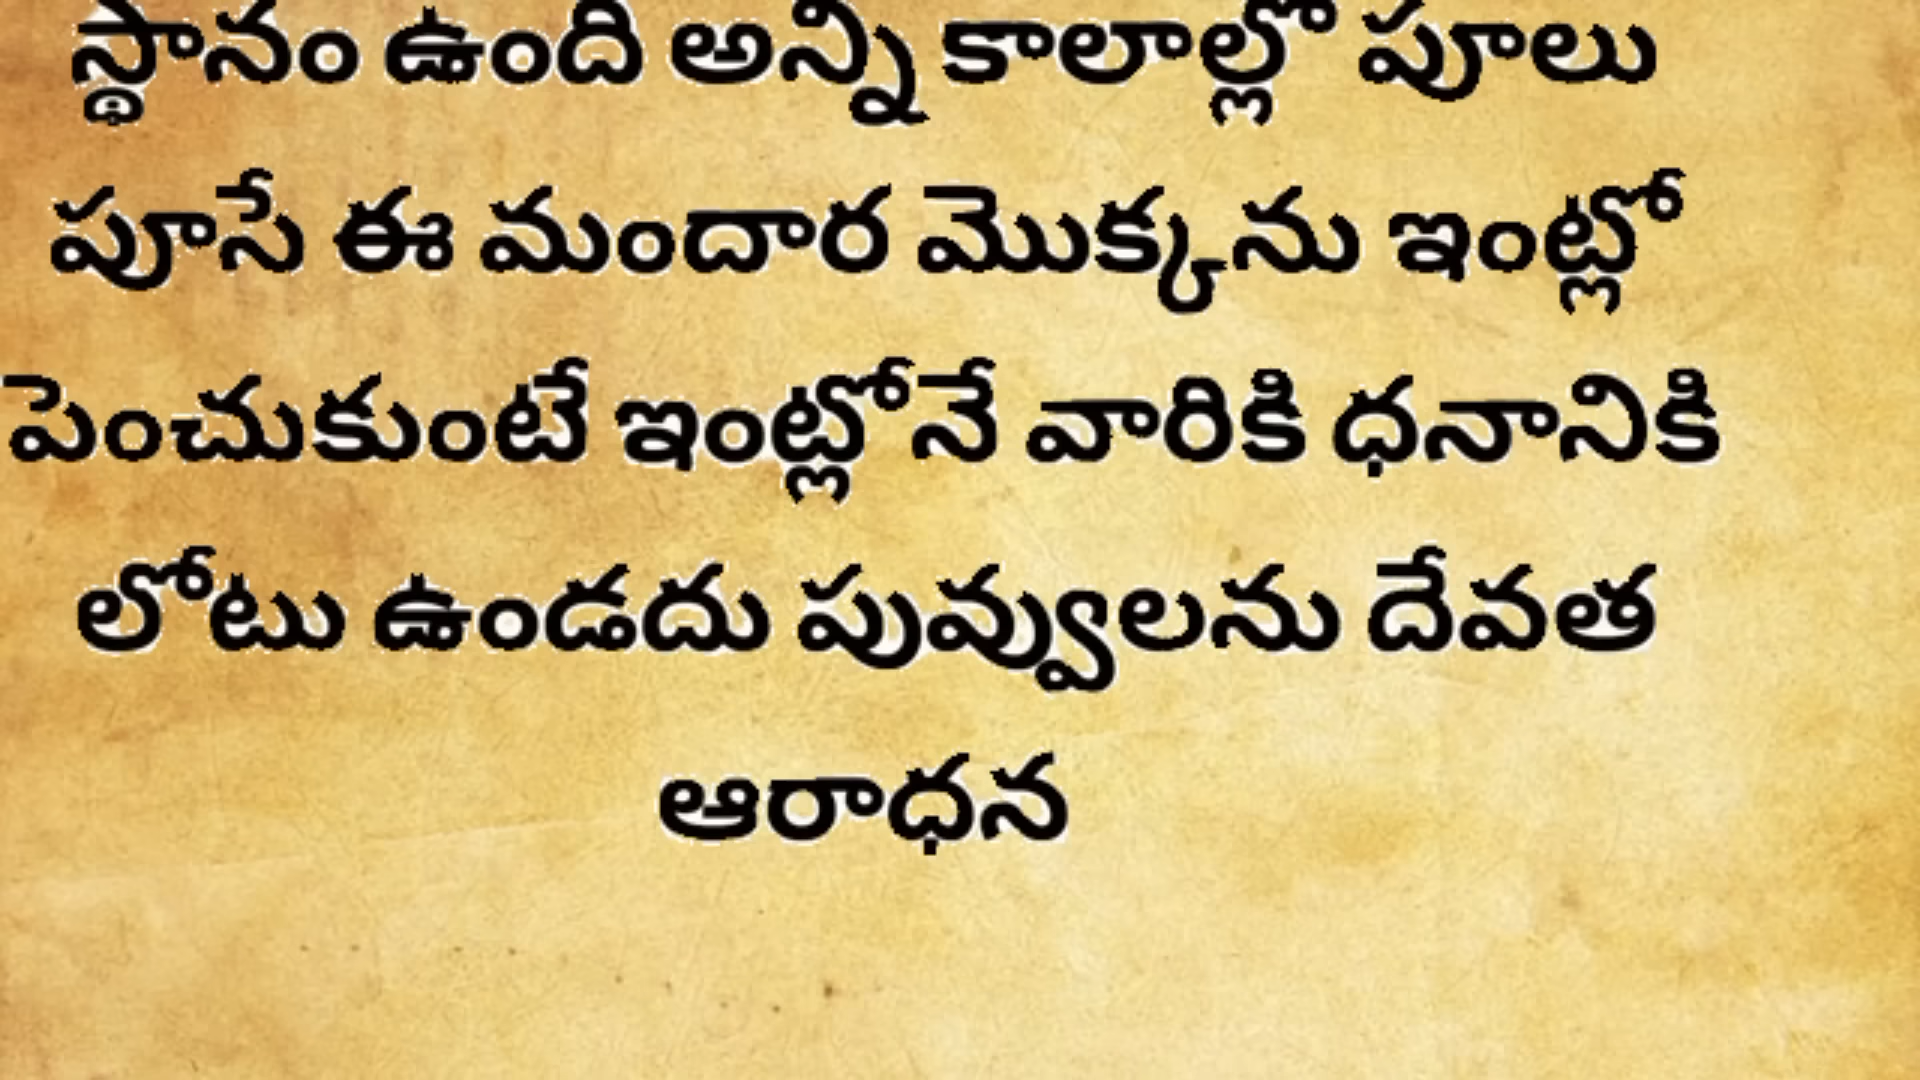 స్థానం ఉంది అన్ని కాలాల్లో పూలు
పూసే ఈ మందార మొక్కను ఇంట్లో
పెంచుకుంటే ఇంట్లోనే వారికి ధనానికి
లోటు ఉండదు పువ్వులను దేవత
ఆరాధన